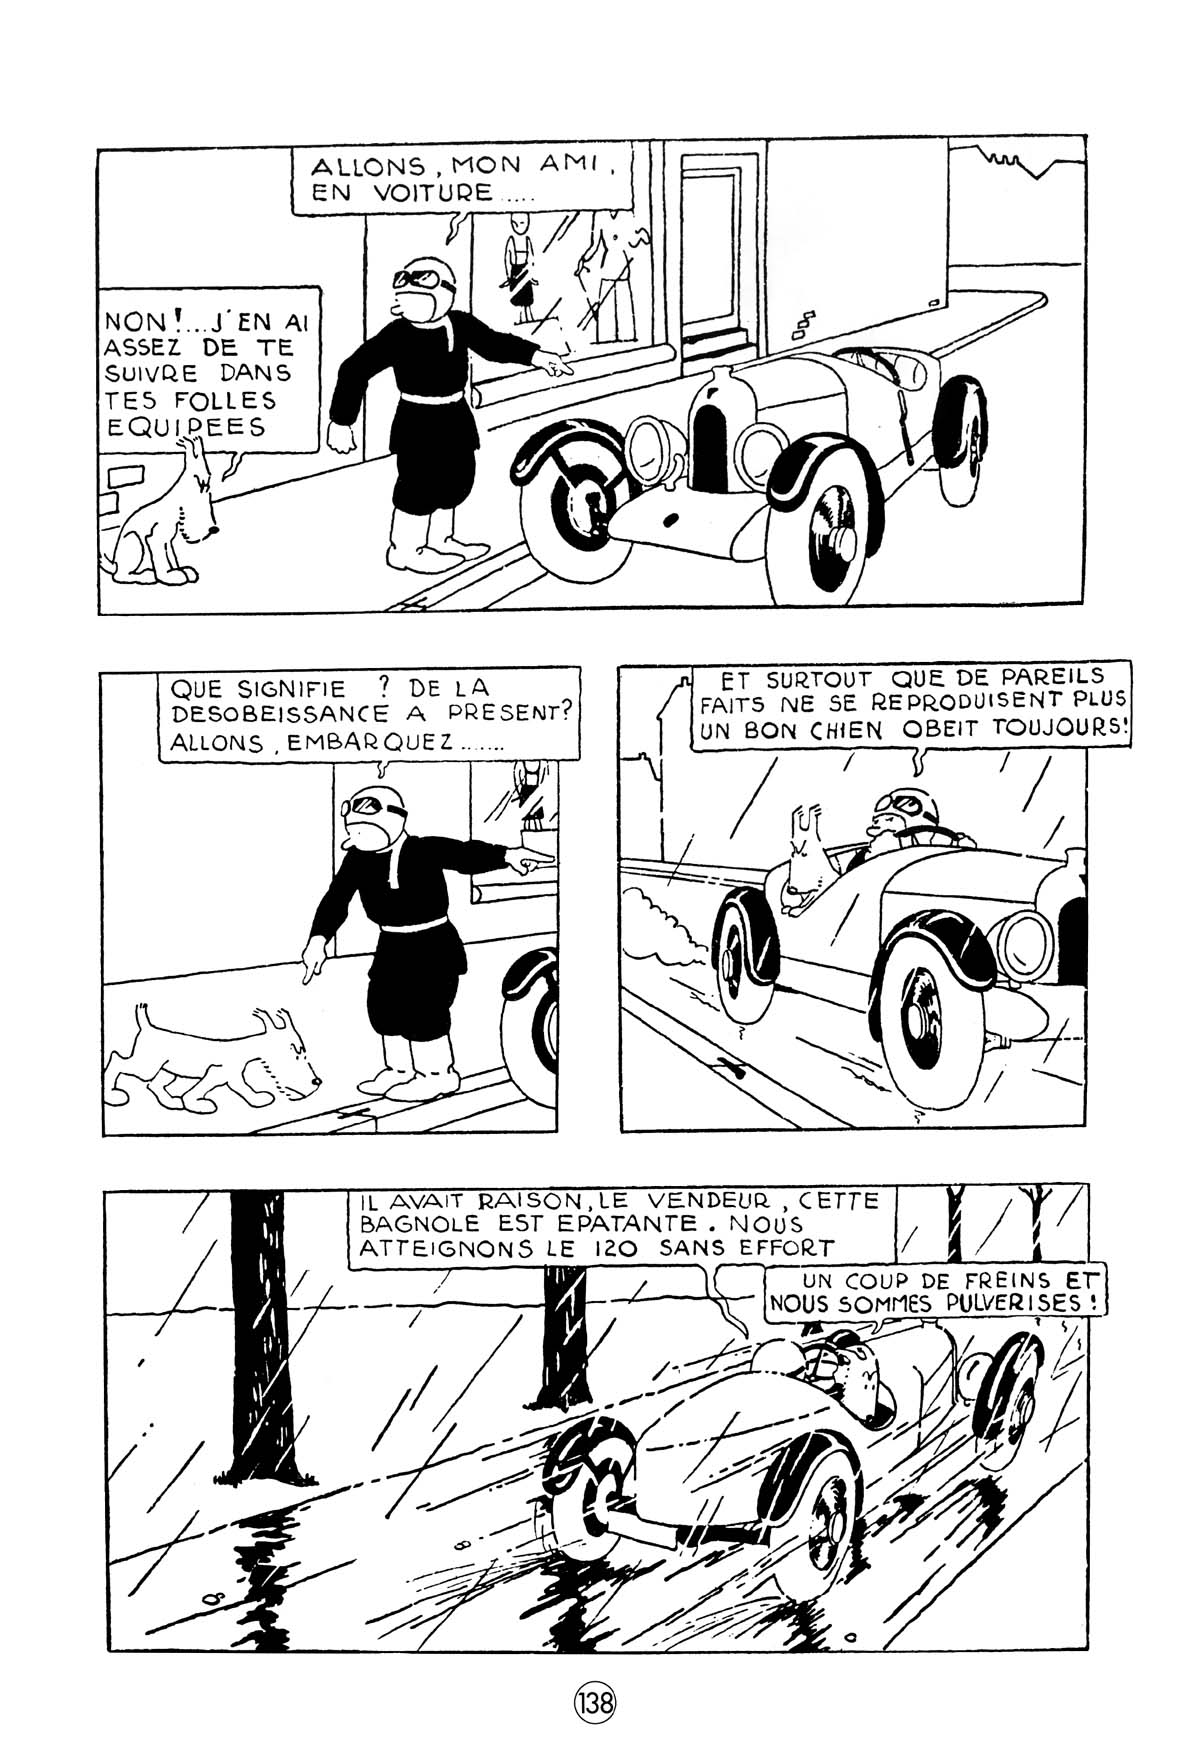 ALLONS, MON AMI,
EN VOITURE.....
NON!...J'EN AI
ASSEZ DE TE
SUIVRE DANS
TES FOLLES
EQUIPEES
QUE SIGNIFIE ? DE LA
DESOBEISSANCE A PRESENT?
ALLONS, EMBARQUEZ.......
ET SURTOUT QUE DE PAREILS
FAITS NE SE REPRODUISENT PLUS
UN BON CHIEN OBEIT TOUJOURS!
IL AVAIT RAISON, LE VENDEUR, CETTE
BAGNOLE EST EPATANTE. NOUS
ATTEIGNONS LE 120 SANS EFFORT
UN COUP DE FREINS ET
NOUS SOMMES PULVERISES!
138